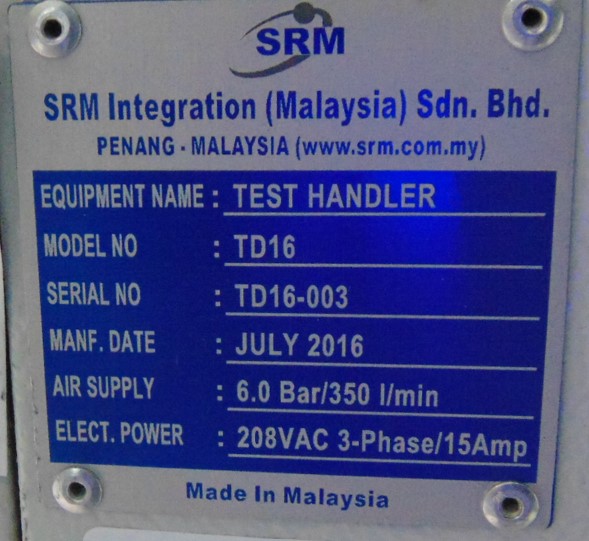 SRM
SRM Integration (Malaysia) Sdn. Bhd.
PENANG - MALAYSIA (www.srm.com.my)
EQUIPMENT NAME : TEST HANDLER
MODEL NO : TD16
SERIAL NO : TD16-003
MANF. DATE : JULY 2016
AIR SUPPLY : 6.0 Bar/350 l/min
ELECT. POWER : 208VAC 3-Phase/15Amp
Made In Malaysia